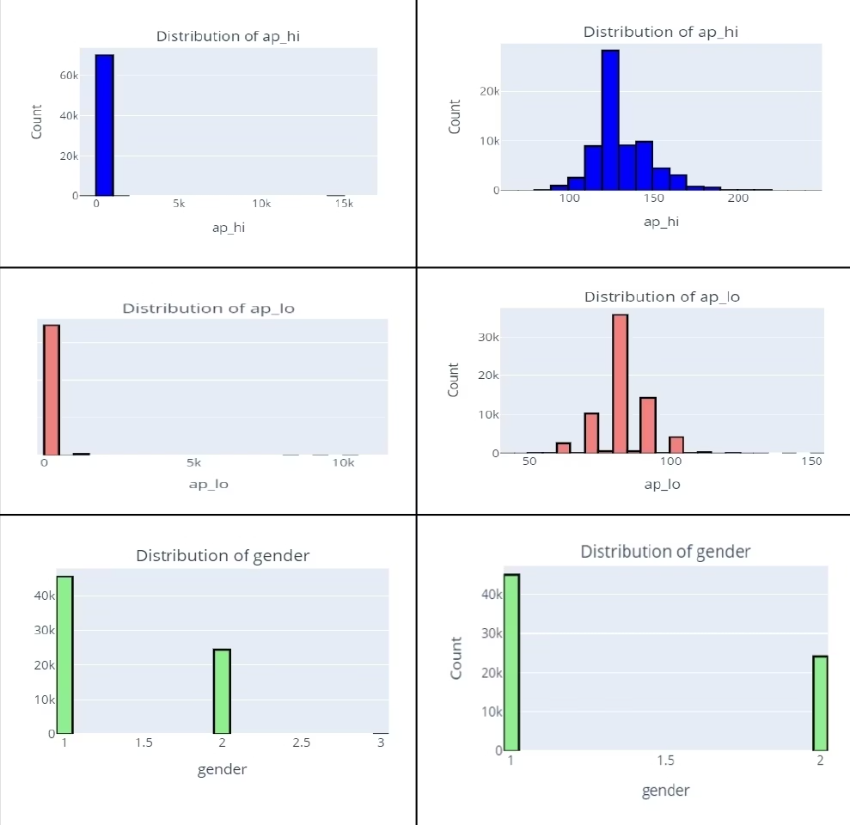 Distribution of ap_hi
Count
60k
40k
20k
0
0 5k 10k 15k
ap_hi
Distribution of ap_hi
Count
20k
10k
0
100 150 200
ap_hi
Distribution of ap_lo
0 5k 10k
ap_lo
Distribution of ap_lo
Count
30k
20k
10k
0
50 100 150
ap_lo
Distribution of gender
40k
30k
20k
10k
0
1 1.5 2 2.5 3
gender
Distribution of gender
Count
40k
30k
20k
10k
0
1 1.5 2
gender